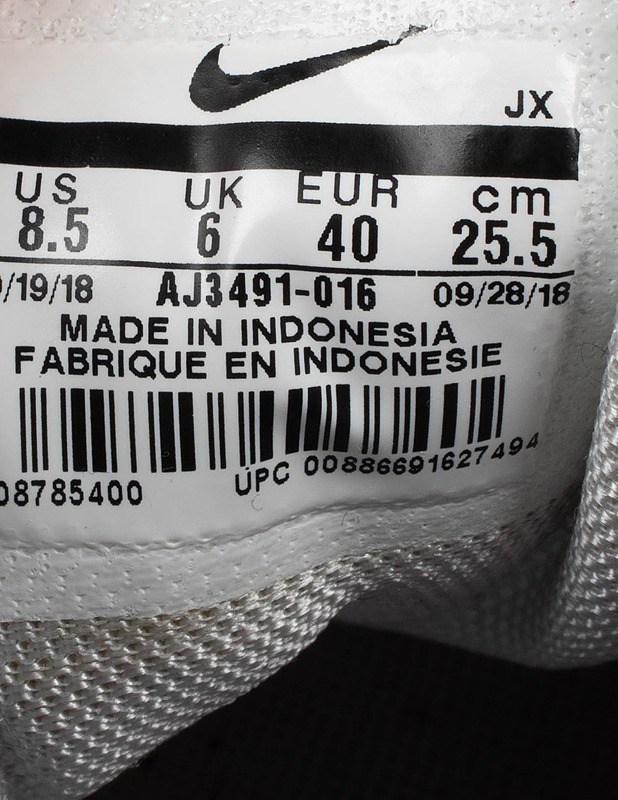 JX
US UK EUR cm
8.5 6 40 25.5
/19/18 AJ3491-016 09/28/18
MADE IN INDONESIA
FABRIQUE EN INDONESIE
08785400 UPC 00886691627494